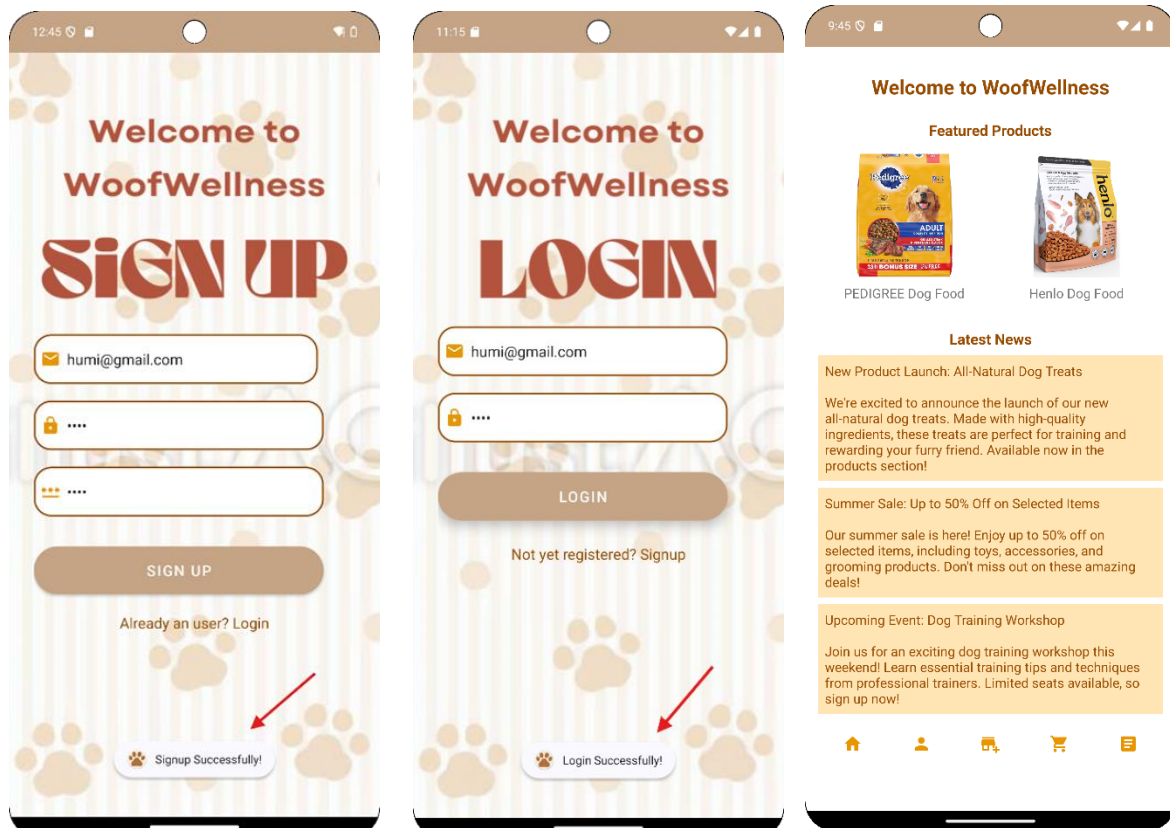 12:45
Welcome to
WoofWellness
SiGN UP
humi@gmail.com
••••
••••
SIGN UP
Already an user? Login
Signup Successfully!
11:15
Welcome to
WoofWellness
LOGIN
humi@gmail.com
••••
LOGIN
Not yet registered? Signup
Login Successfully!
9:45
Welcome to WoofWellness
Featured Products
Pedigree
ADULT
BONUS SIZE
henlo
PEDIGREE Dog Food
Henlo Dog Food
Latest News
New Product Launch: All-Natural Dog Treats
We're excited to announce the launch of our new
all-natural dog treats. Made with high-quality
ingredients, these treats are perfect for training and
rewarding your furry friend. Available now in the
products section!
Summer Sale: Up to 50% Off on Selected Items
Our summer sale is here! Enjoy up to 50% off on
selected items, including toys, accessories, and
grooming products. Don't miss out on these amazing
deals!
Upcoming Event: Dog Training Workshop
Join us for an exciting dog training workshop this
weekend! Learn essential training tips and techniques
from professional trainers. Limited seats available, so
sign up now!